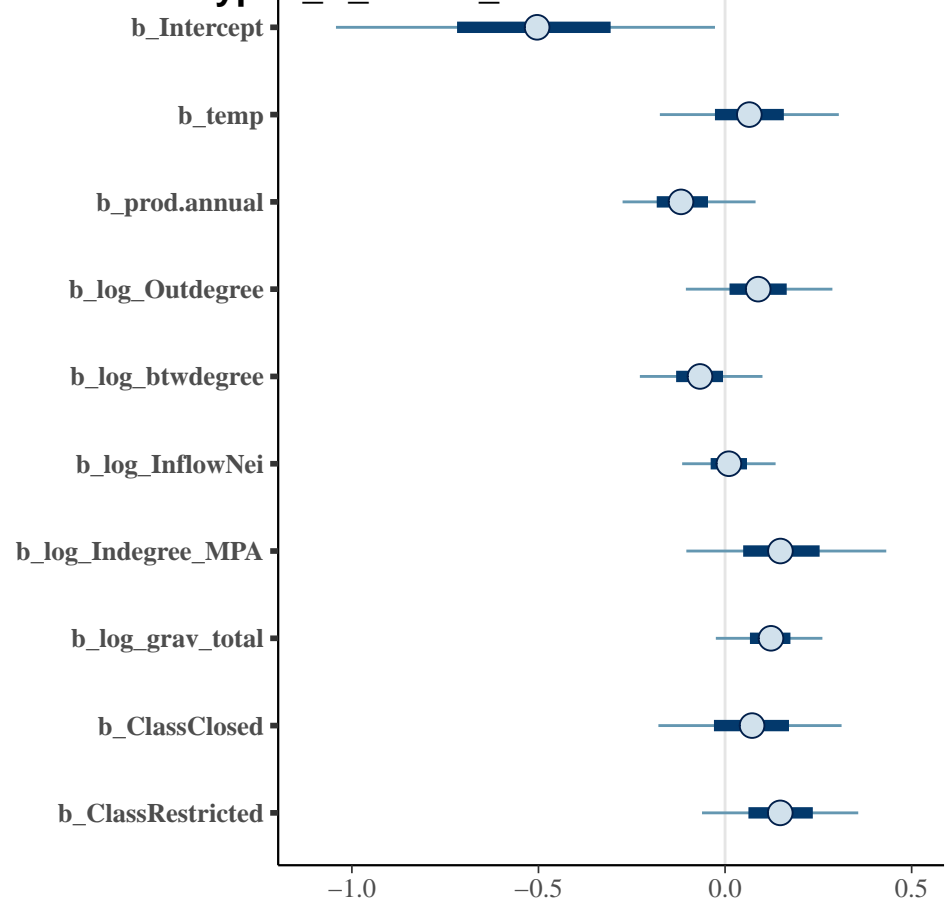 b_Intercept
b_temp
b_prod.annual
b_log_Outdegree
b_log_btwdegree
b_log_InflowNei
b_log_Indegree_MPA
b_log_grav_total
b_ClassClosed
b_ClassRestricted
−1.0 −0.5 0.0 0.5